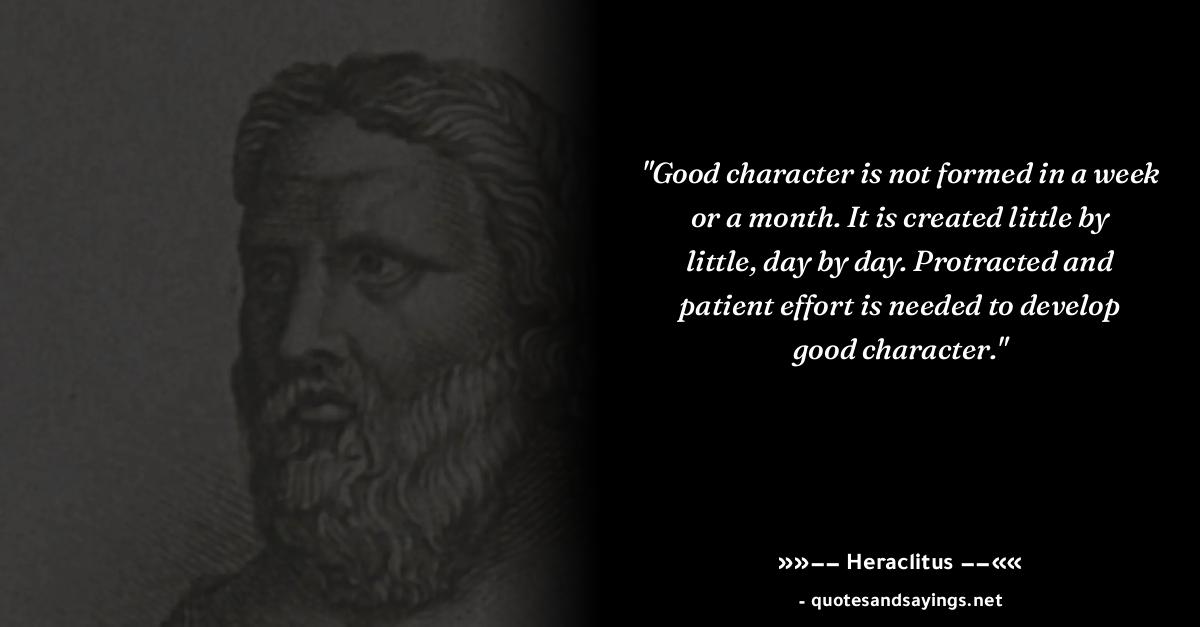 "Good character is not formed in a week
or a month. It is created little by
little, day by day. Protracted and
patient effort is needed to develop
good character."
»»−− Heraclitus −−««
- quotesandsayings.net